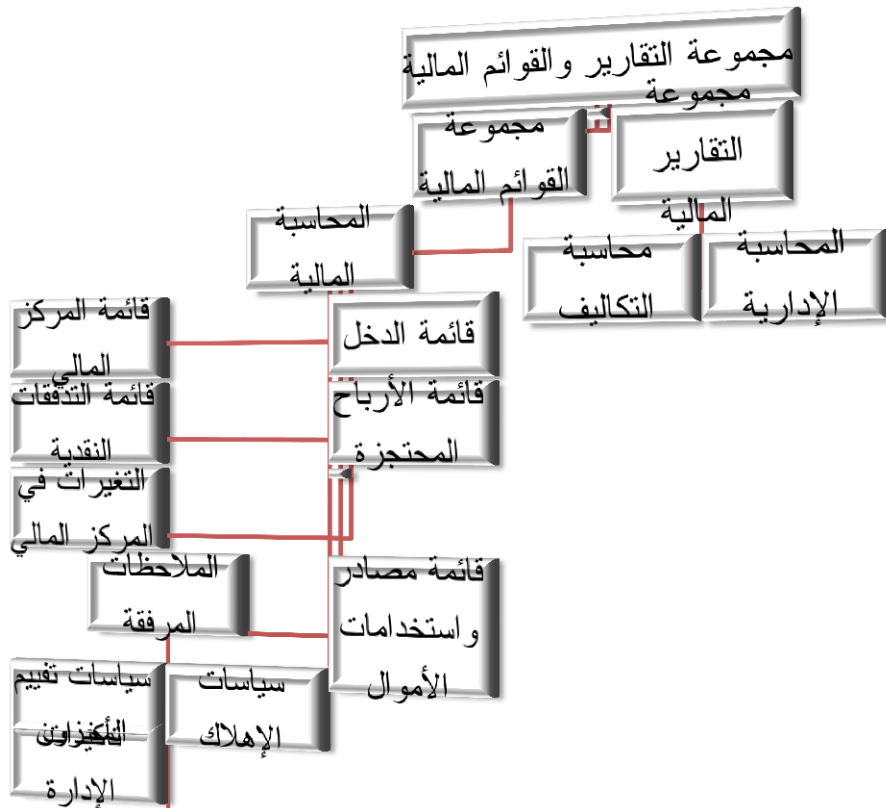 مجموعة التقارير والقوائم المالية
مجموعة
التقارير
المالية
مجموعة
القوائم المالية
المحاسبة
الإدارية
محاسبة
التكاليف
المحاسبة
المالية
قائمة الدخل
قائمة المركز
المالي
قائمة الأرباح
المحتجزة
قائمة التدفقات
النقدية
التغيرات في
المركز المالي
قائمة مصادر
واستخدامات
الأموال
الملاحظات
المرفقة
سياسات
الإهلاك
سياسات تقييم
الإدارة